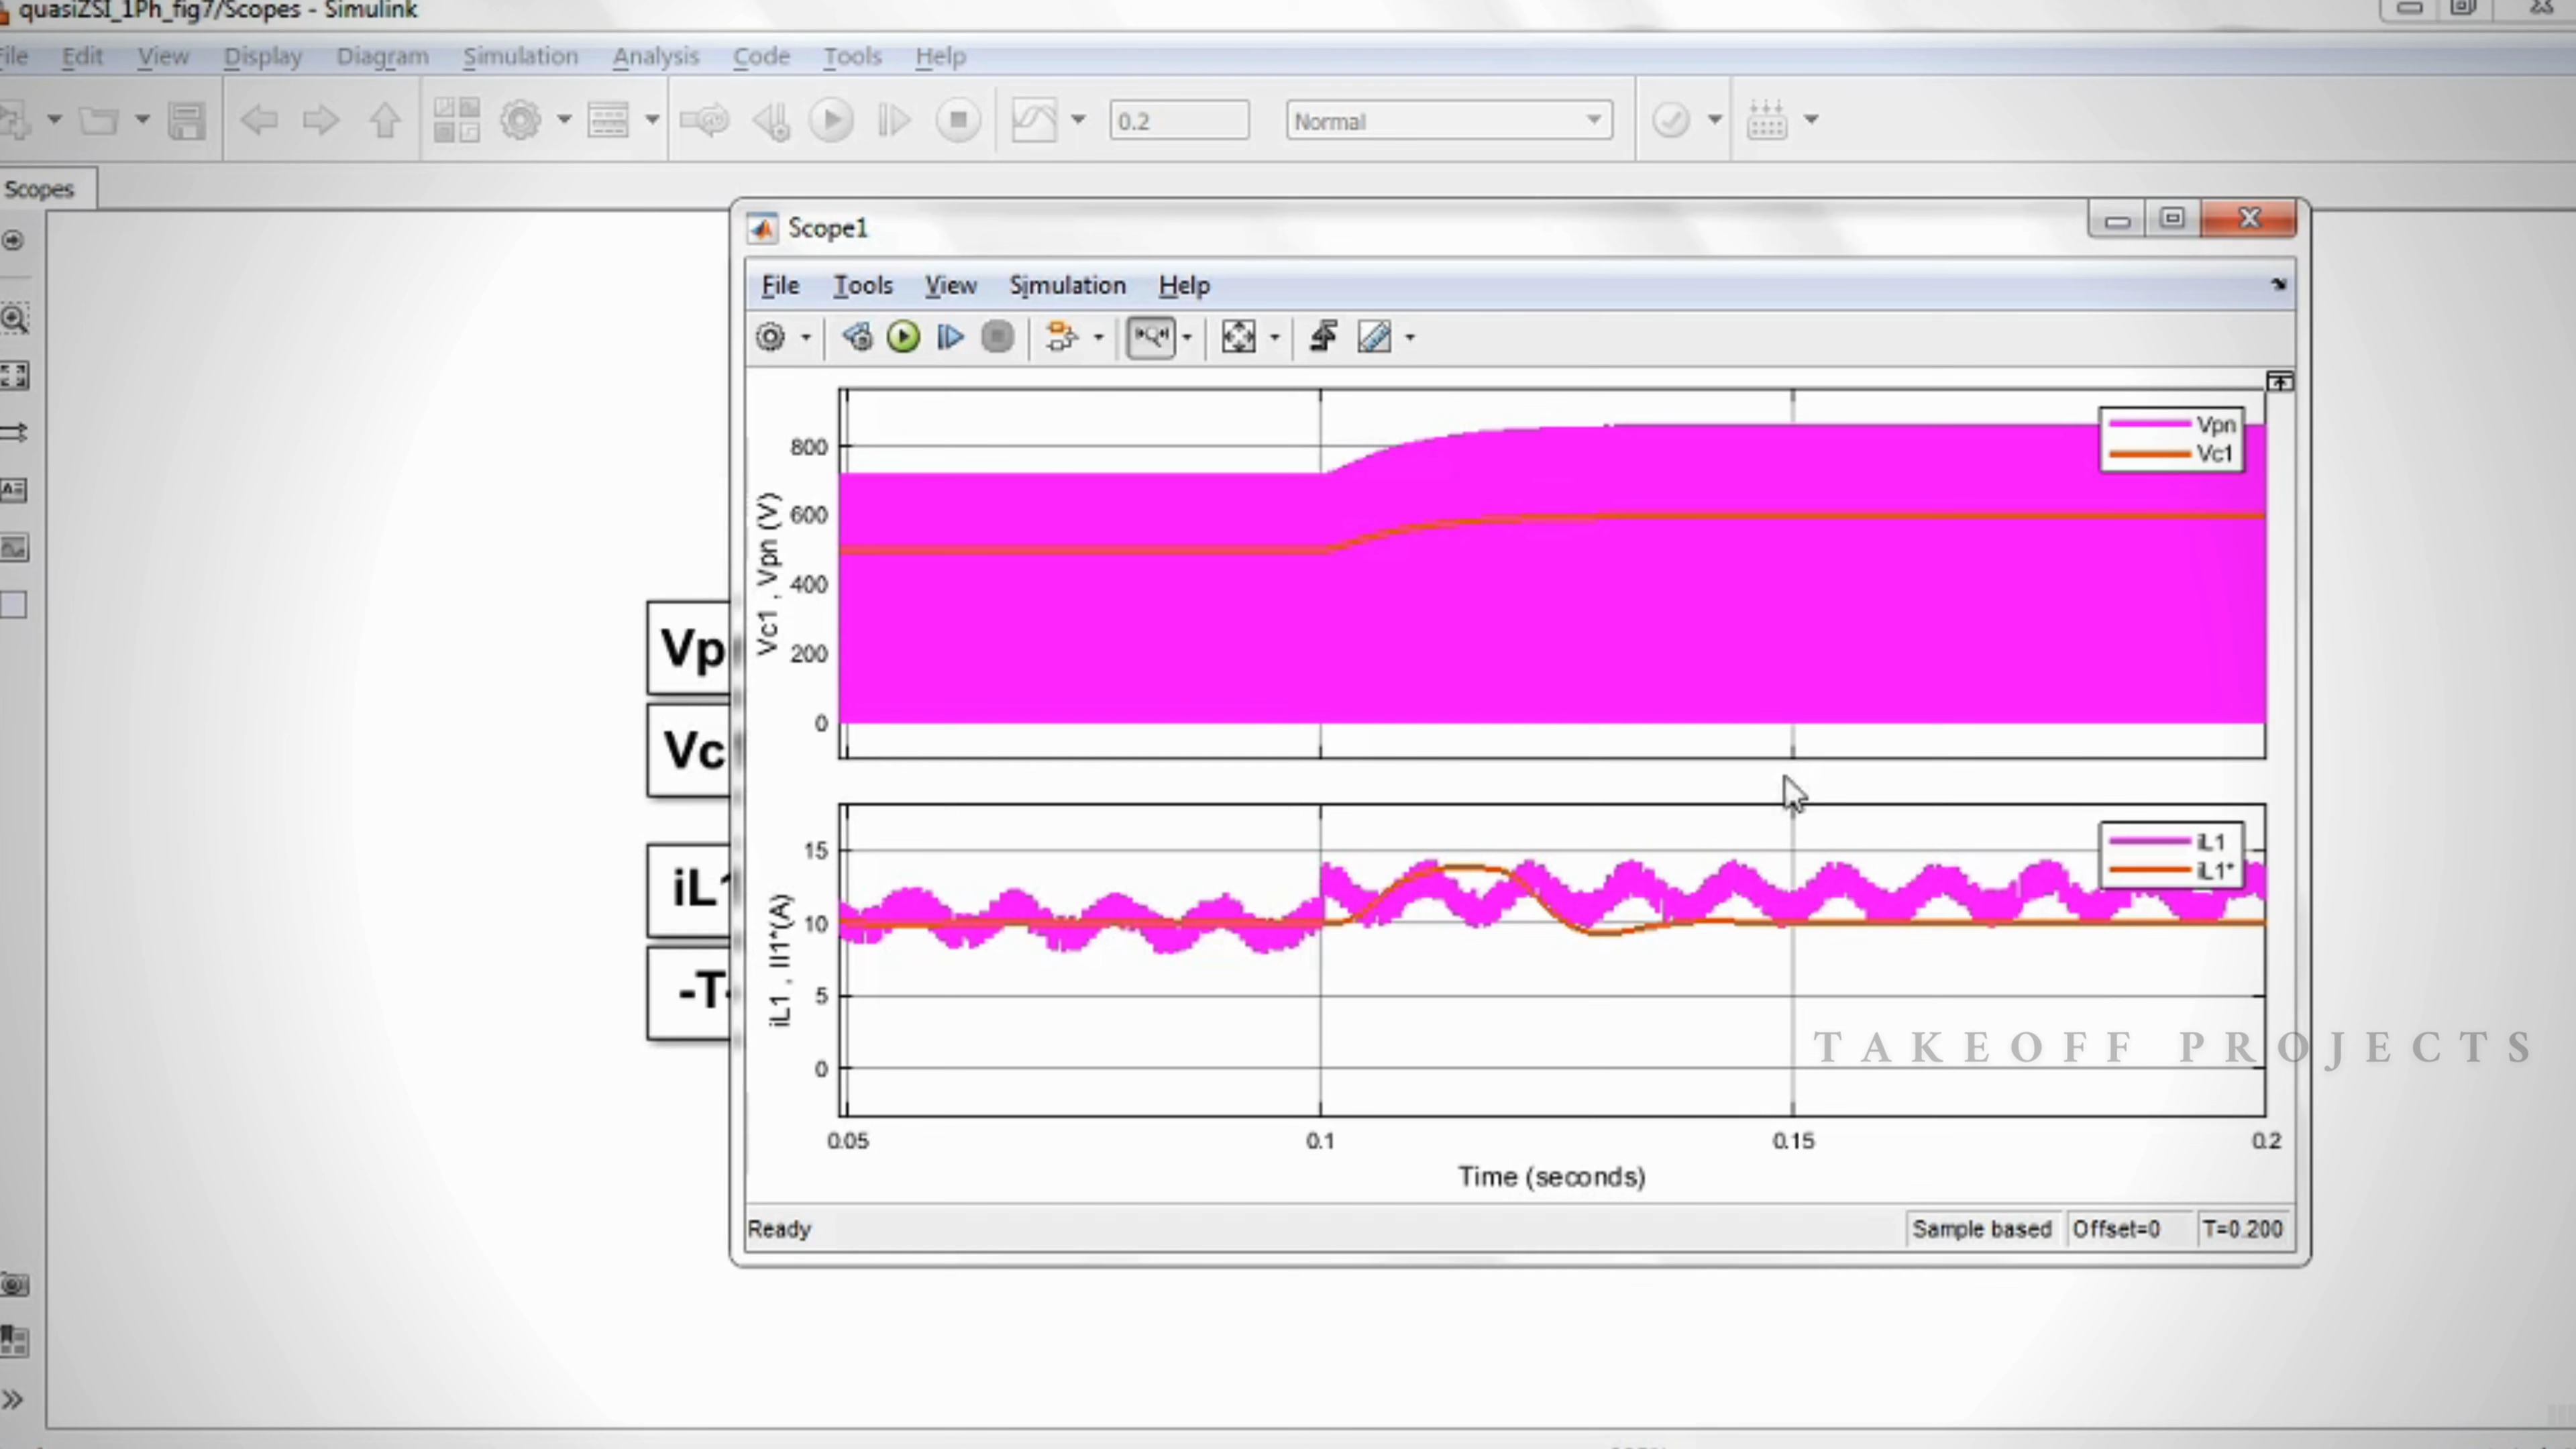 quasiZSI_1Ph_fig7/Scopes - Simulink
File Edit View Display Diagram Simulation Analysis Code Tools Help
0.2 Normal
Scopes
Scope1
File Tools View Simulation Help
Vc1 , Vpn (V)
800
600
400
200
0
Vpn
Vc1
Vp
Vc
iL1
-T-
iL1 , Il1*(A)
15
10
5
0
iL1
iL1*
TAKEOFF PROJECTS
0.05 0.1 0.15 0.2
Time (seconds)
Ready Sample based Offset=0 T=0.200